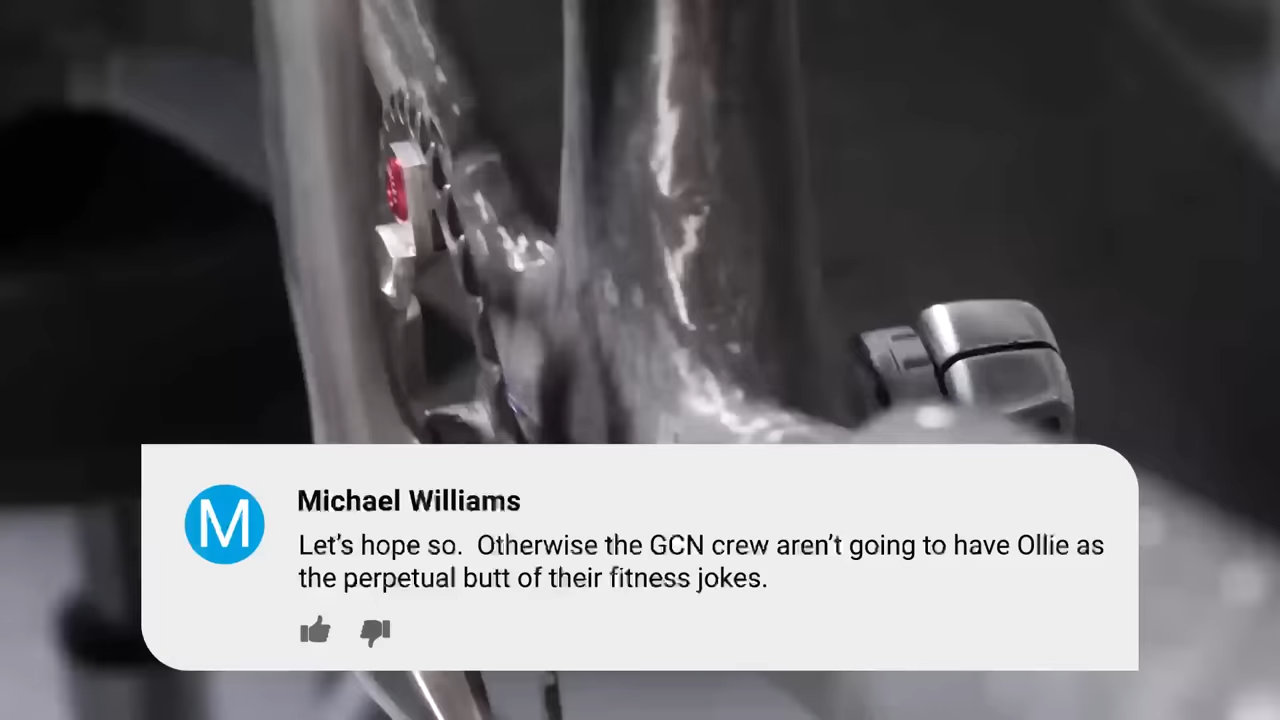 M
Michael Williams
Let's hope so.  Otherwise the GCN crew aren't going to have Ollie as
the perpetual butt of their fitness jokes.